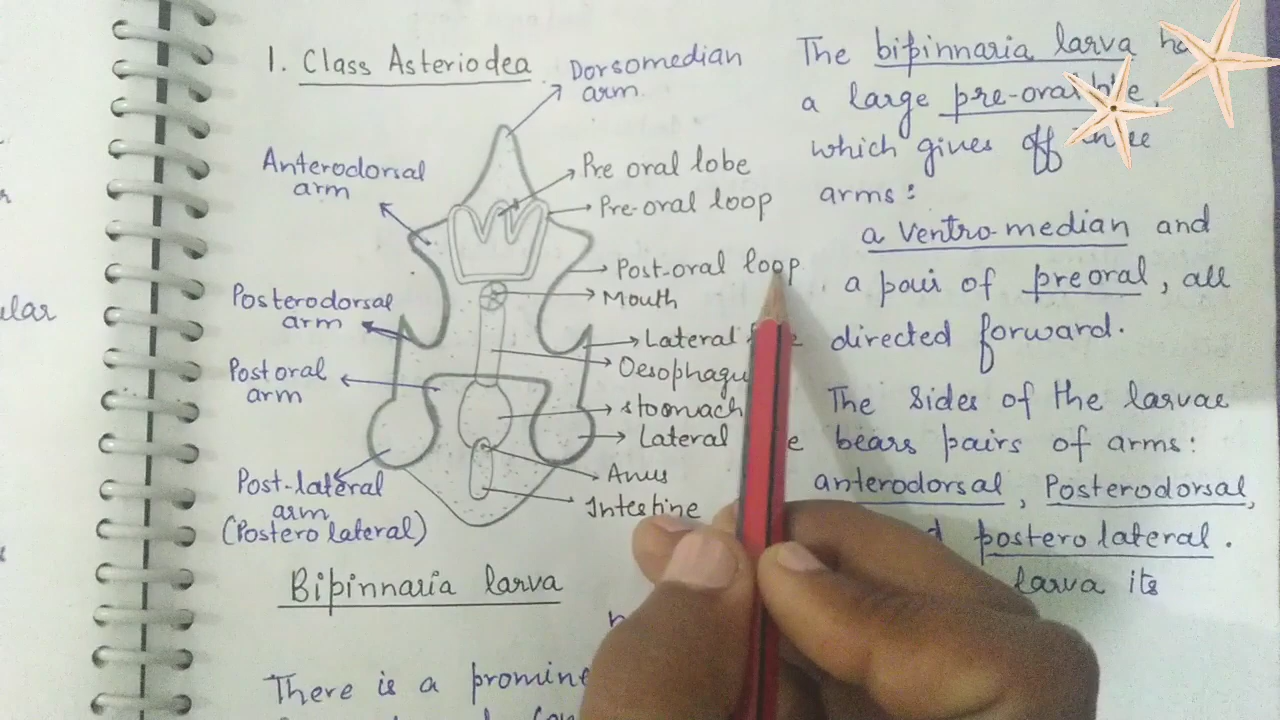 1. Class Asteriodea
Dorsomedian
arm
Anterodorsal
arm
Pre oral lobe
Pre-oral loop
Post-oral loop
Mouth
Posterodorsal
arm
Lateral
Oesophagu
Post oral
arm
stoomach
Lateral
Anus
Intestine
Post-lateral
arm
(Postero lateral)
Bipinnaria larva
There is a promine
The bipinnaria larva
a large pre-oral
which gives off
arms:
a ventro-median and
a pair of preoral, all
directed forward.
The sides of the larvae
bears pairs of arms:
anterodorsal, Posterodorsal,
postero lateral.
larva its
ular